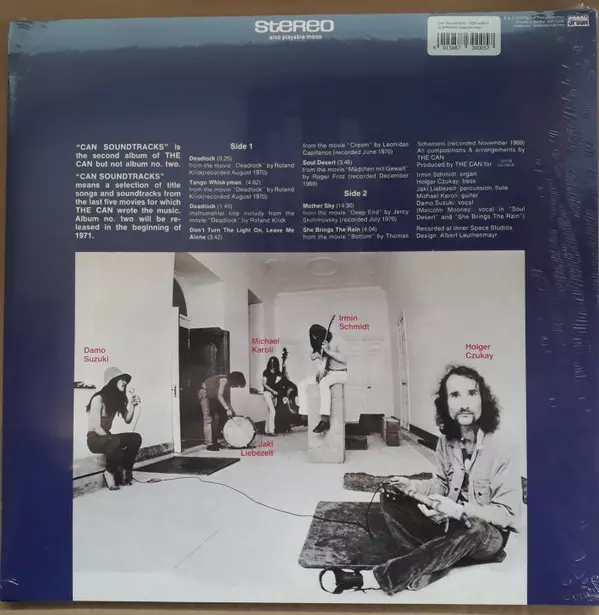 stereo
also playable mono
"CAN SOUNDTRACKS" is
the second album of THE
CAN but not album no. two.
"CAN SOUNDTRACKS"
means a selection of title
songs and soundtracks from
the last five movies for which
THE CAN wrote the music.
Album no. two will be re-
leased in the beginning of
1971.
Side 1
Deadlock (3.25)
from the movie "Deadlock" by Roland
Klick(recorded August 1970)
Tango Whiskyman (4.02)
from the movie "Deadlock" by Roland
Klick(recorded August 1970)
Deadlock (1.40)
instrumental title melody from the
movie "Deadlock" by Roland Klick
Don't Turn The Light On, Leave Me
Alone (3.42)
from the movie "Cream" by Leonidas
Capitanos (recorded June 1970)
Soul Desert (3.46)
from the movie "Mädchen mit Gewalt"
by Roger Fritz (recorded December
1969)
Side 2
Mother Sky (14.30)
from the movie "Deep End" by Jerzy
Skolimowsky (recorded July 1970)
She Brings The Rain (4.04)
from the movie "Bottom" by Thomas
Schamoni (recorded November 1969)
All compositions & arrangements by
THE CAN
Produced by THE CAN for
Irmin Schmidt: organ
Holger Czukay: bass
Jaki Liebezeit: percussion, flute
Michael Karoli: guitar
Damo Suzuki: vocal
(Malcolm Mooney: vocal in "Soul
Desert" and "She Brings The Rain")
Recorded at Inner Space Studios
Design Albert Leuthenmayr
Damo
Suzuki
Michael
Karoli
Irmin
Schmidt
Jaki
Liebezeit
Holger
Czukay